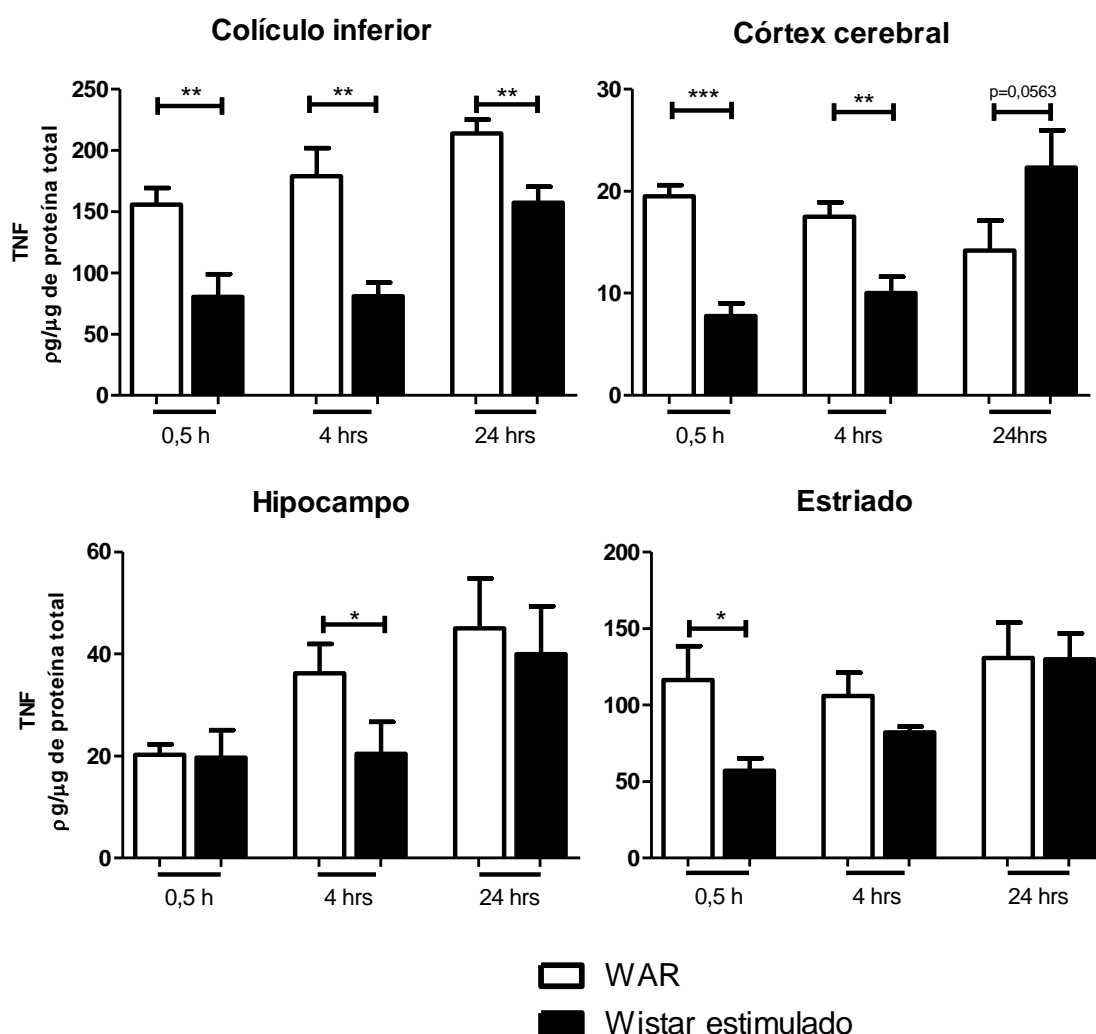 Colículo inferior
TNF
ρg/μg de proteína total
250
200
150
100
50
0
**
**
**
0,5 h
4 hrs
24 hrs
Córtex cerebral
30
20
10
0
***
**
p=0,0563
0,5 h
4 hrs
24hrs
Hipocampo
TNF
ρg/μg de proteína total
60
40
20
0
*
0,5 h
4 hrs
24 hrs
Estriado
200
150
100
50
0
*
0,5 h
4 hrs
24 hrs
WAR
Wistar estimulado